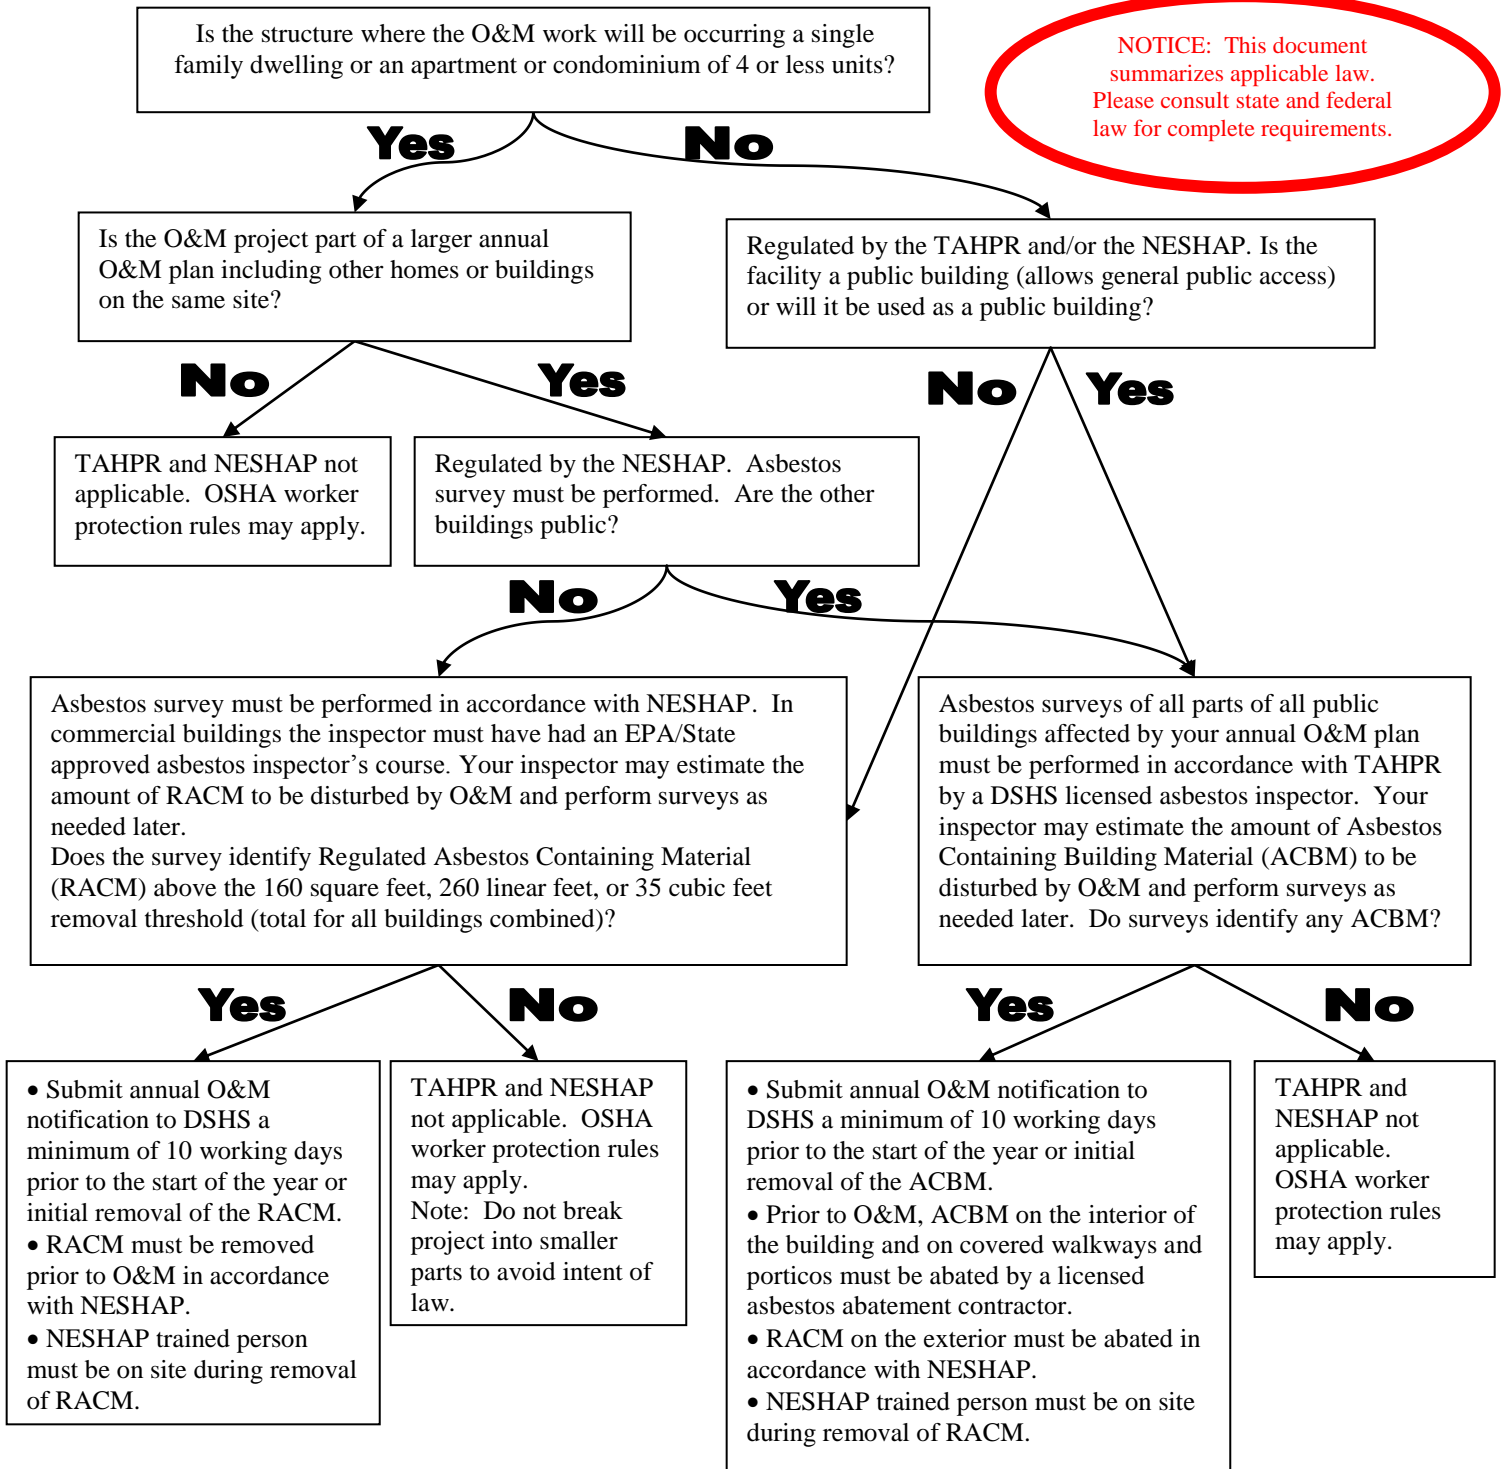 Is the structure where the O&M work will be occurring a single
family dwelling or an apartment or condominium of 4 or less units?
NOTICE:  This document
summarizes applicable law.
Please consult state and federal
law for complete requirements.
Yes
No
Is the O&M project part of a larger annual
O&M plan including other homes or buildings
on the same site?
Regulated by the TAHPR and/or the NESHAP. Is the
facility a public building (allows general public access)
or will it be used as a public building?
No
Yes
No
Yes
TAHPR and NESHAP not
applicable.  OSHA worker
protection rules may apply.
Regulated by the NESHAP.  Asbestos
survey must be performed.  Are the other
buildings public?
No
Yes
Asbestos survey must be performed in accordance with NESHAP.  In
commercial buildings the inspector must have had an EPA/State
approved asbestos inspector’s course. Your inspector may estimate the
amount of RACM to be disturbed by O&M and perform surveys as
needed later.
Does the survey identify Regulated Asbestos Containing Material
(RACM) above the 160 square feet, 260 linear feet, or 35 cubic feet
removal threshold (total for all buildings combined)?
Asbestos surveys of all parts of all public
buildings affected by your annual O&M plan
must be performed in accordance with TAHPR
by a DSHS licensed asbestos inspector.  Your
inspector may estimate the amount of Asbestos
Containing Building Material (ACBM) to be
disturbed by O&M and perform surveys as
needed later.  Do surveys identify any ACBM?
Yes
No
Yes
No
• Submit annual O&M
notification to DSHS a
minimum of 10 working days
prior to the start of the year or
initial removal of the RACM.
• RACM must be removed
prior to O&M in accordance
with NESHAP.
• NESHAP trained person
must be on site during removal
of RACM.
TAHPR and NESHAP
not applicable.  OSHA
worker protection rules
may apply.
Note:  Do not break
project into smaller
parts to avoid intent of
law.
• Submit annual O&M notification to
DSHS a minimum of 10 working days
prior to the start of the year or initial
removal of the ACBM.
• Prior to O&M, ACBM on the interior of
the building and on covered walkways and
porticos must be abated by a licensed
asbestos abatement contractor.
• RACM on the exterior must be abated in
accordance with NESHAP.
• NESHAP trained person must be on site
during removal of RACM.
TAHPR and
NESHAP not
applicable.
OSHA worker
protection rules
may apply.